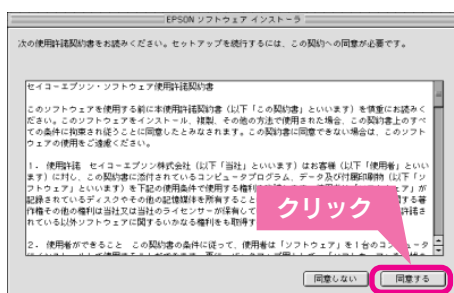 EPSON ソフトウェア インストーラ
次の使用許諾契約書をお読みください。セットアップを続行するには、この契約への同意が必要です。
セイコーエプソン・ソフトウェア使用許諾契約書
このソフトウェアを使用する前に本使用許諾契約書（以下「この契約書」といいます）を慎重にお読みく
ださい。このソフトウェアをインストール、複製、その他の方法で使用された場合、この契約書上のすべ
ての条件に拘束され従うことに同意したとみなされます。この契約書に同意できない場合は、このソフト
ウェアの使用をご遠慮ください。
1. 使用許諾 セイコーエプソン株式会社（以下「当社」といいます）はお客様（以下「使用者」といい
ます）に対し、この契約書に添付されているコンピュータプログラム、データ及び付属印刷物（以下「ソ
フトウェア」といいます）を下記の使用条件で使用する権利
記録されているディスクやその他の記憶媒体を所有すること
作権その他の権利は当社又は当社のライセンサーが保有して
れている以外ソフトウェアに関するいかなる権利をも取得す
クリック
2. 使用者ができること この契約書の条件に従って、使用者は「ソフトウェア」を1台のコンピュータ
同意しない
同意する